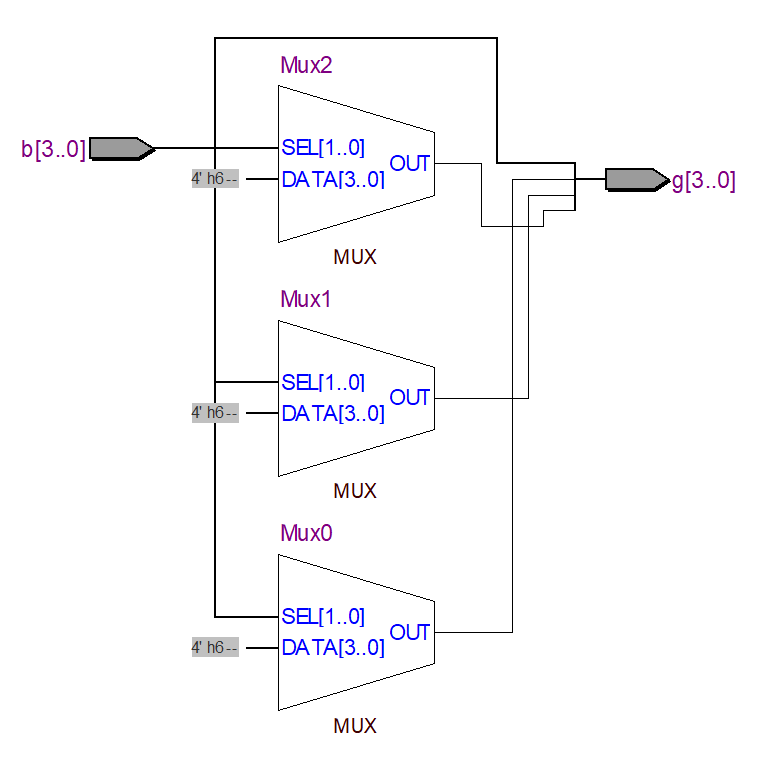 Mux2
b[3..0]
SEL[1..0]
OUT
4' h6 --
DATA[3..0]
g[3..0]
MUX
Mux1
SEL[1..0]
OUT
4' h6 --
DATA[3..0]
MUX
Mux0
SEL[1..0]
OUT
4' h6 --
DATA[3..0]
MUX